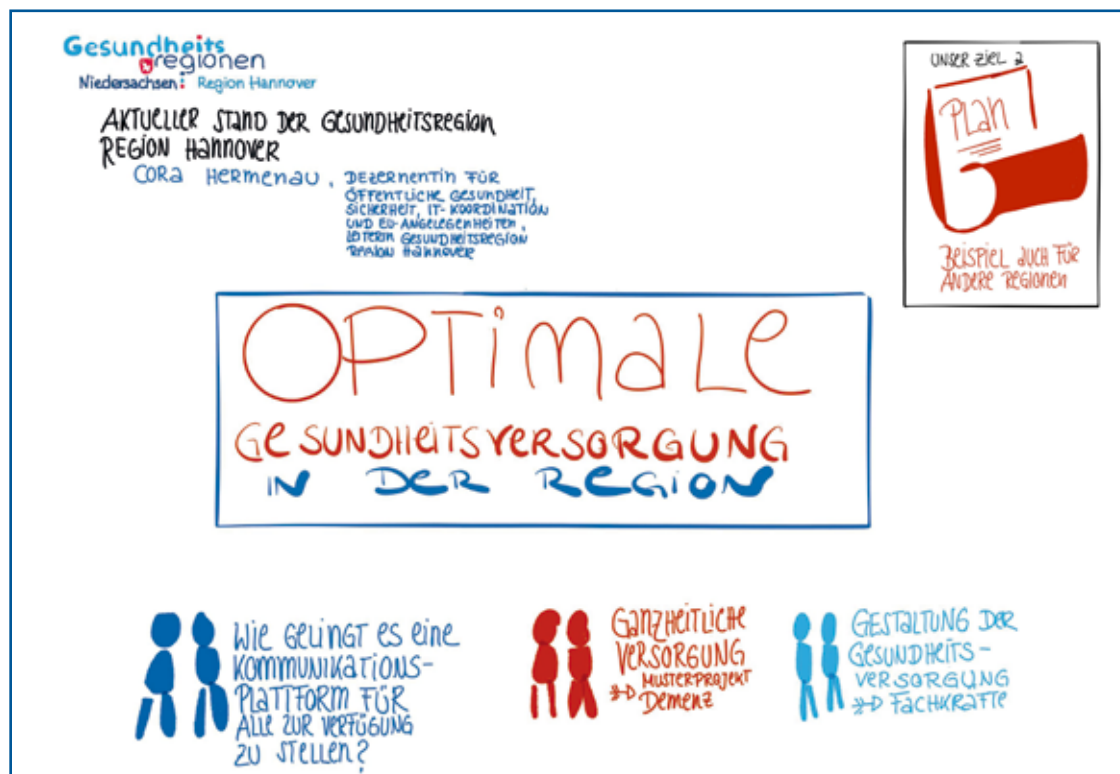 Gesundheits
regionen
Niedersachsen: Region Hannover
AKTUELLER STAND DER GESUNDHEITSREGION
REGION HANNOVER
CORA HERMENAU, DEZERNENTIN FÜR
ÖFFENTLICHE GESUNDHEIT,
SICHERHEIT, IT-KOORDINATION
UND EU-ANGELEGENHEITEN,
LEITERIN GESUNDHEITSREGION
REGION HANNOVER
UNSER ZIEL 2
PLAN
BEISPIEL AUCH FÜR
ANDERE REGIONEN
OPTIMALE
GESUNDHEITSVERSORGUNG
IN DER REGION
WIE GELINGT ES EINE
KOMMUNIKATIONS-
PLATTFORM FÜR
ALLE ZUR VERFÜGUNG
ZU STELLEN?
GANZHEITLICHE
VERSORGUNG
MUSTERPROJEKT
DEMENZ
GESTALTUNG DER
GESUNDHEITS-
VERSORGUNG
FACHKRÄFTE